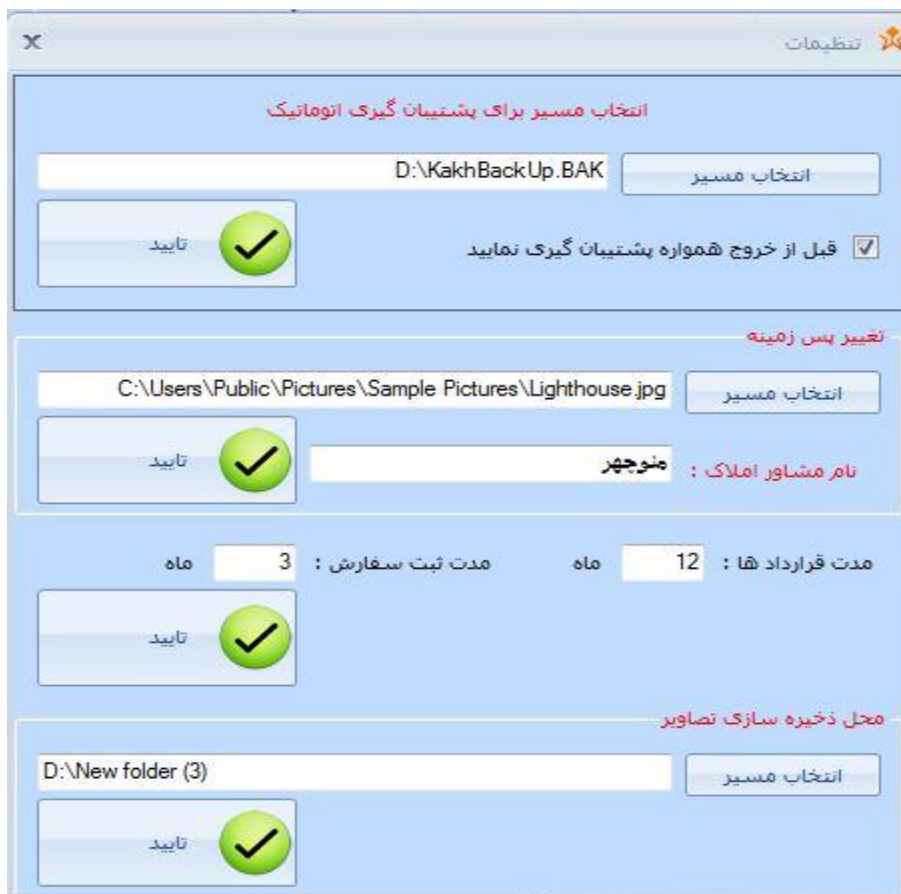 تنظیمات
X
انتخاب مسیر برای پشتیبان گیری اتوماتیک
انتخاب مسیر
D:\KakhBackUp.BAK
قبل از خروج همواره پشتیبان گیری نمایید
تایید
تغییر پس زمینه
انتخاب مسیر
C:\Users\Public\Pictures\Sample Pictures\Lighthouse.jpg
نام مشاور املاک : منوچهر
تایید
مدت قرارداد ها : 12 ماه مدت ثبت سفارش : 3 ماه
تایید
محل ذخیره سازی تصاویر
انتخاب مسیر
D:\New folder (3)
تایید